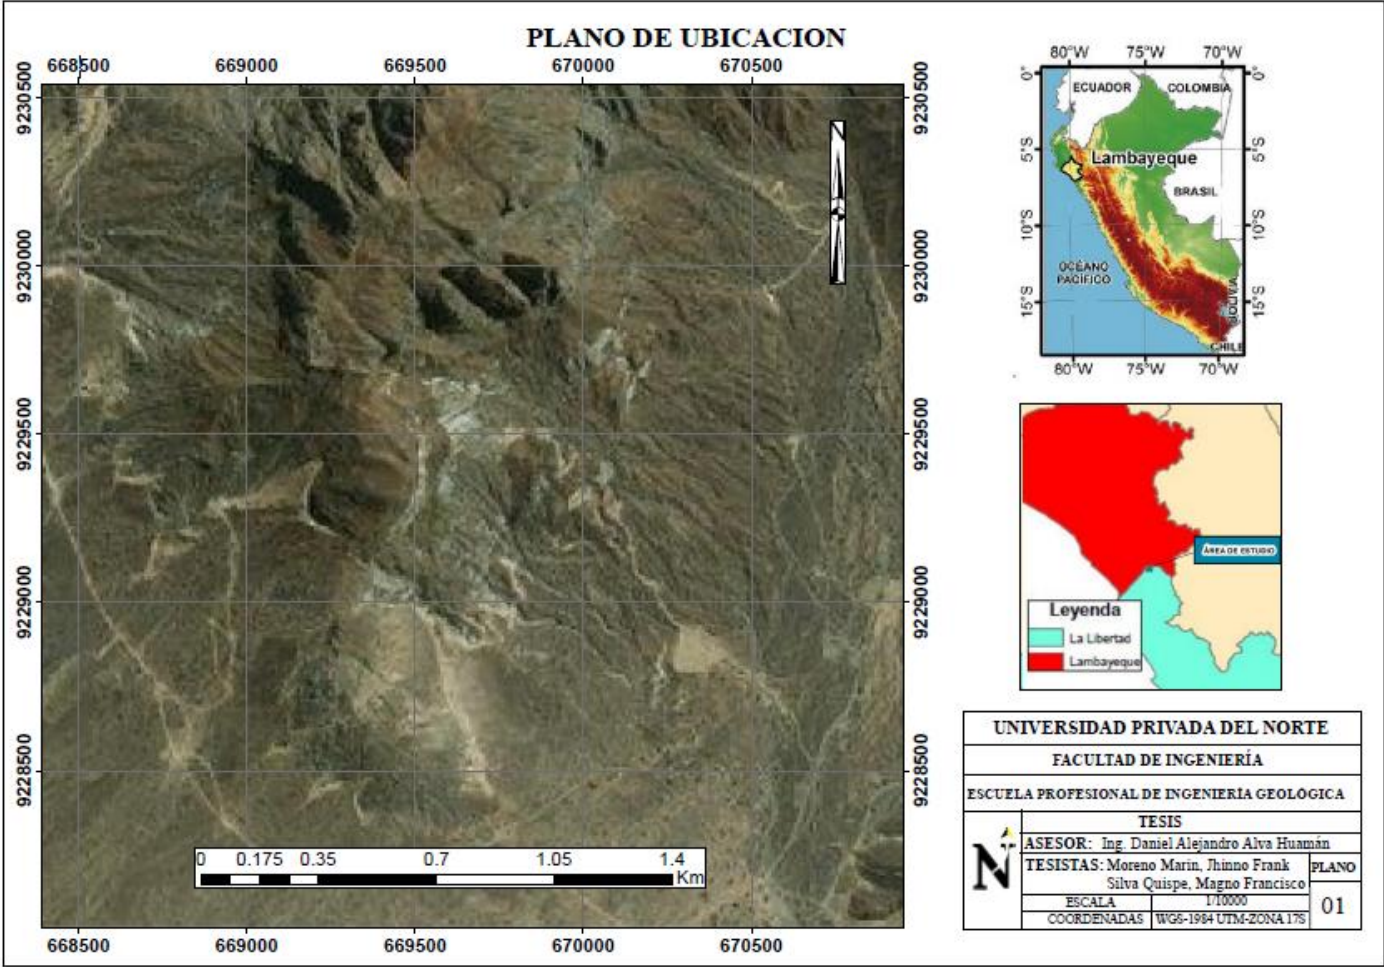 PLANO DE UBICACION
668500 669000 669500 670000 670500
9230500 9230500
9230000 9230000
9229500 9229500
9229000 9229000
9228500 9228500
N
0 0.175 0.35 0.7 1.05 1.4
Km
668500 669000 669500 670000 670500
80°W 75°W 70°W
0° 0°
ECUADOR COLOMBIA
5°S 5°S
Lambayeque
BRASIL
10°S 10°S
OCÉANO
PACÍFICO
15°S 15°S
CHILE
80°W 75°W 70°W
ÁREA DE ESTUDIO
Leyenda
La Libertad
Lambayeque
UNIVERSIDAD PRIVADA DEL NORTE
FACULTAD DE INGENIERÍA
ESCUELA PROFESIONAL DE INGENIERÍA GEOLÓGICA
N
TESIS
ASESOR: Ing. Daniel Alejandro Alva Huamán
TESISTAS: Moreno Marin, Jhinno Frank
Silva Quispe, Magno Francisco
PLANO
01
ESCALA 1/10000
COORDENADAS WGS-1984 UTM-ZONA 17S